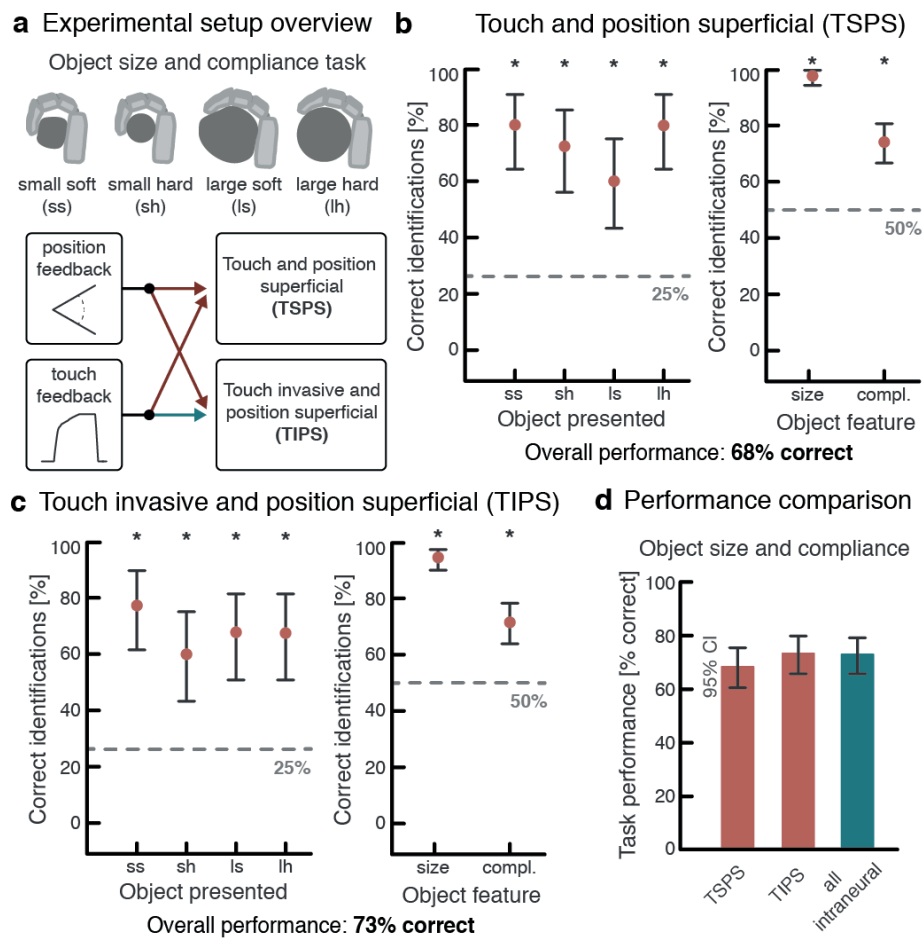 a Experimental setup overview
Object size and compliance task
small soft
(ss)
small hard
(sh)
large soft
(ls)
large hard
(lh)
position
feedback
Touch and position
superficial
(TSPS)
touch
feedback
Touch invasive and
position superficial
(TIPS)
b Touch and position superficial (TSPS)
Correct identifications [%]
100
80
60
40
20
0
* * * *
25%
ss sh ls lh
Object presented
Correct identifications [%]
100
80
60
40
20
0
* *
50%
size compl.
Object feature
Overall performance: 68% correct
c Touch invasive and position superficial (TIPS)
Correct identifications [%]
100
80
60
40
20
0
* * * *
25%
ss sh ls lh
Object presented
Correct identifications [%]
100
80
60
40
20
0
* *
50%
size compl.
Object feature
Overall performance: 73% correct
d Performance comparison
Object size and compliance
Task performance [% correct]
100
80
60
40
20
0
95% CI
TSPS
TIPS
all
intraneural